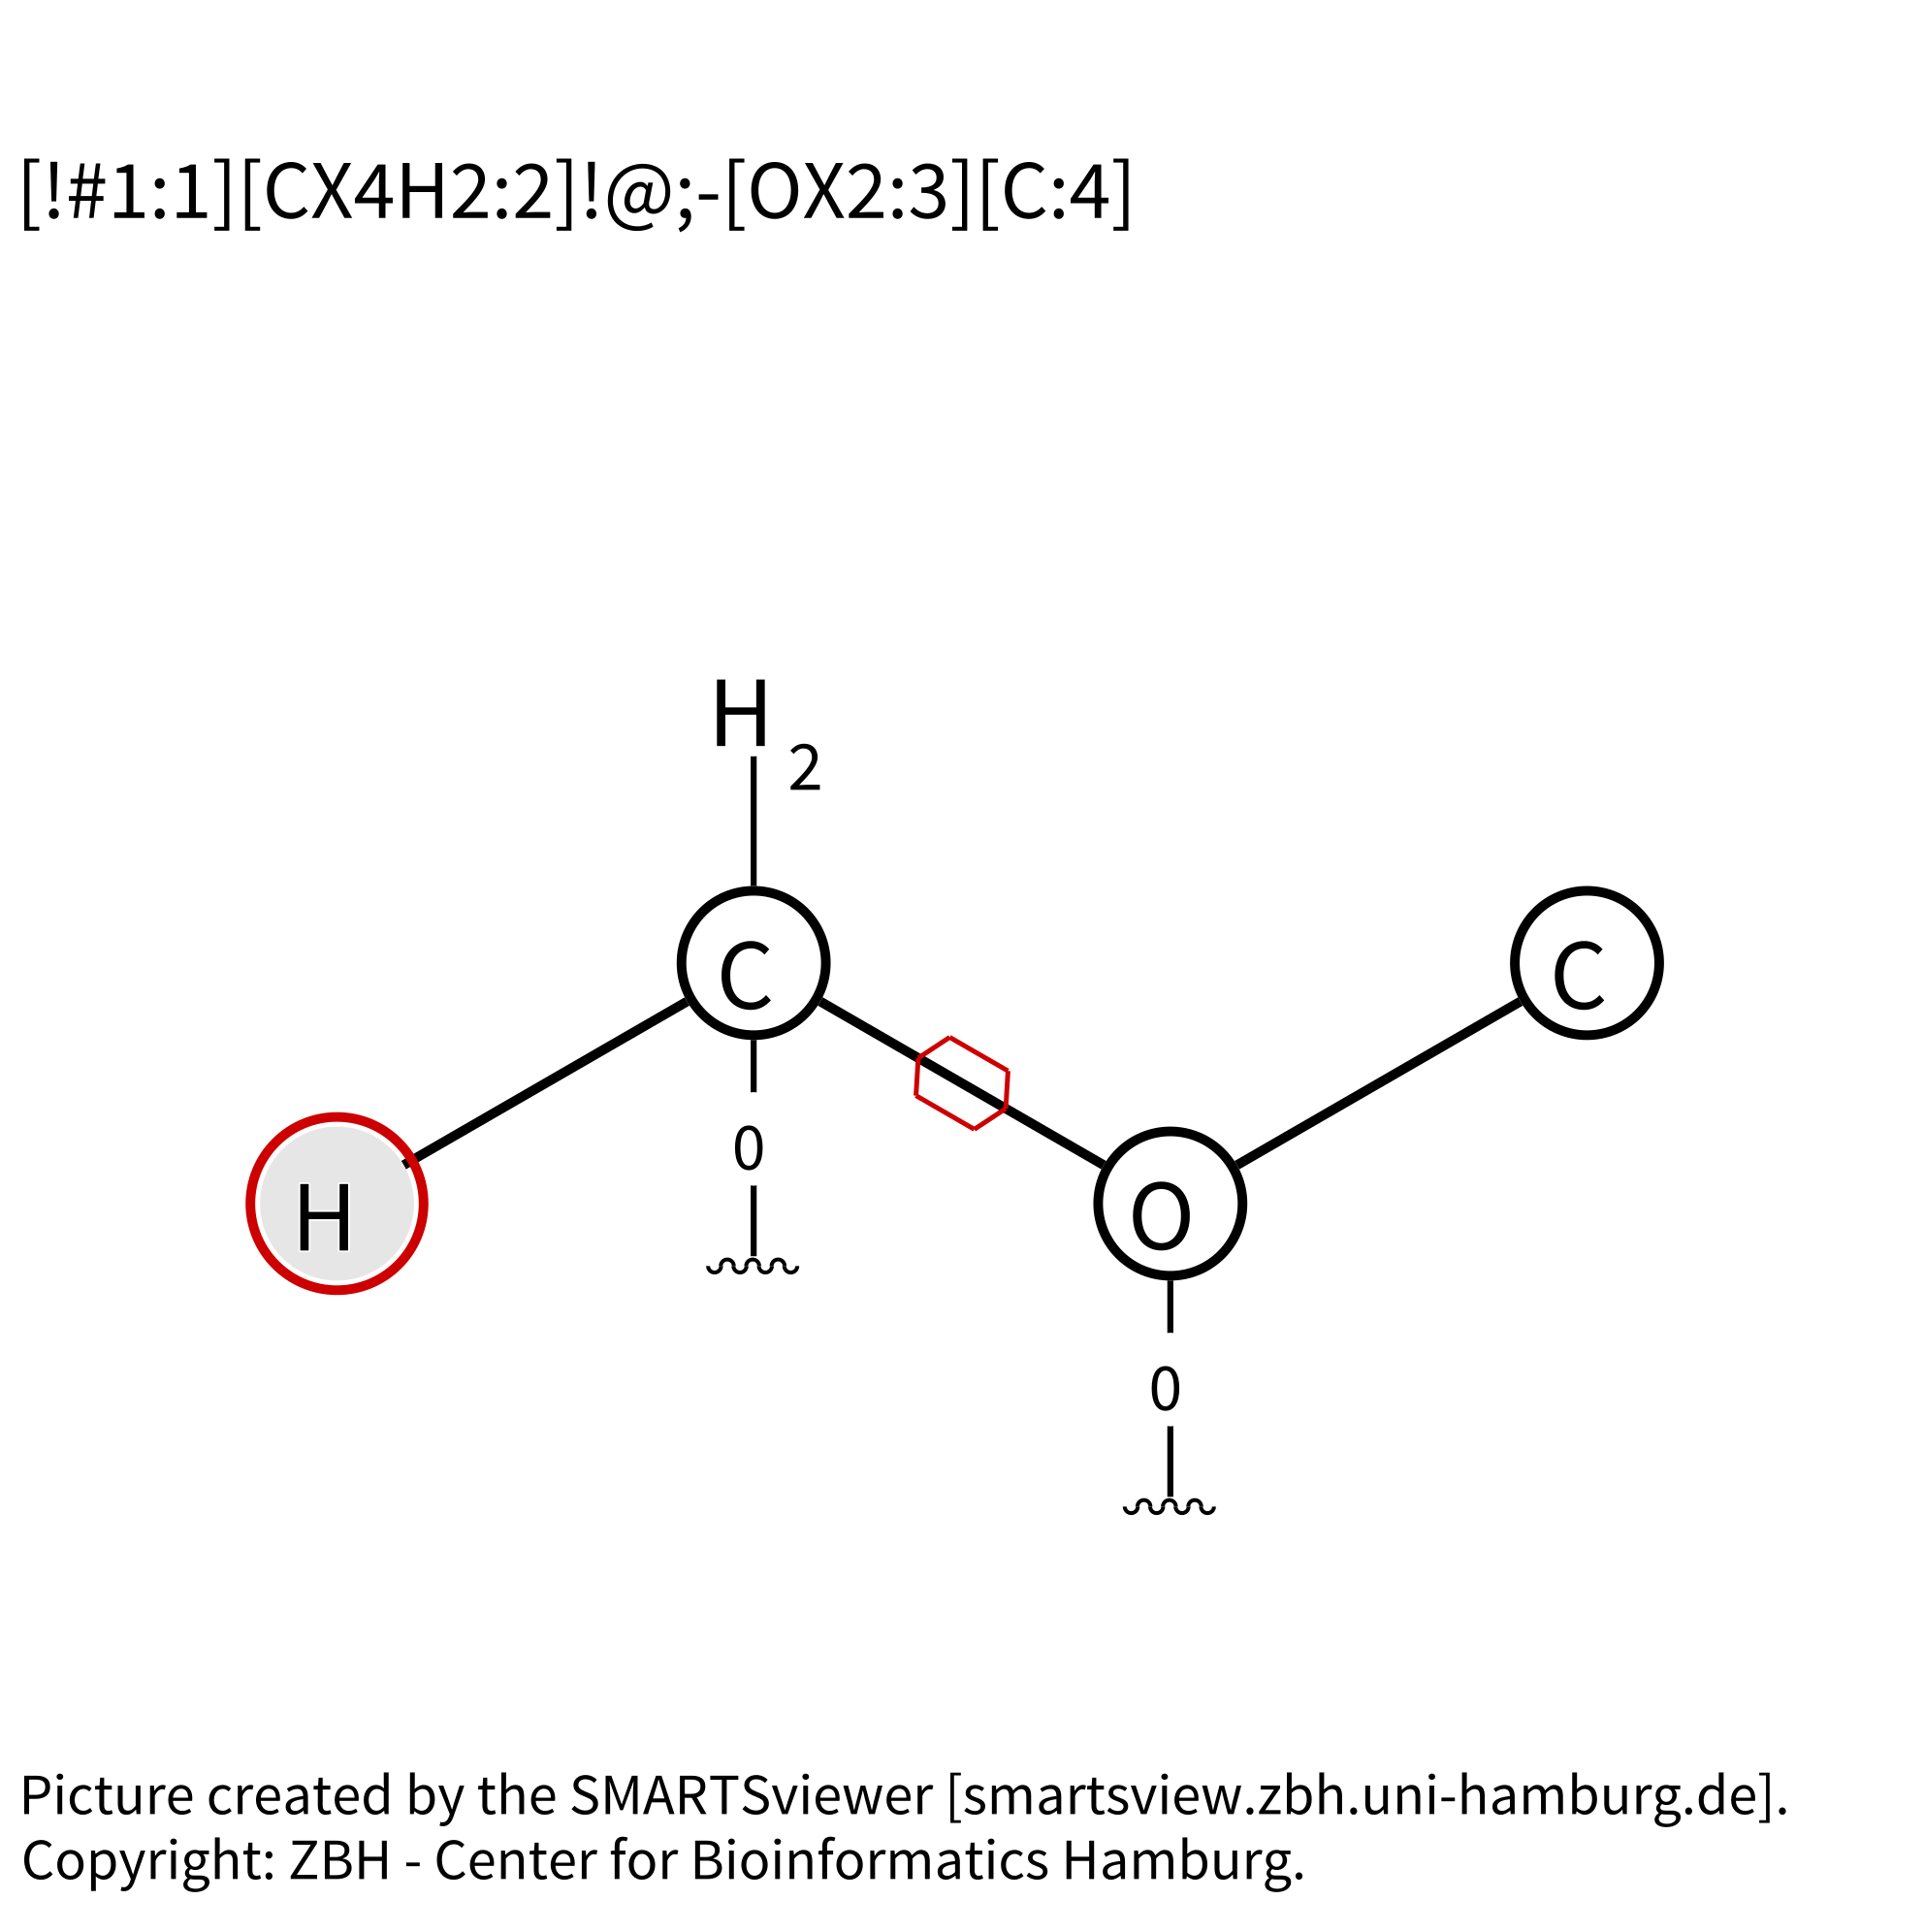 [!#1:1][CX4H2:2]!@;-[OX2:3][C:4]
H
2
C
C
H
0
O
0
Picture created by the SMARTSviewer [smartsview.zbh.uni-hamburg.de].
Copyright: ZBH - Center for Bioinformatics Hamburg.